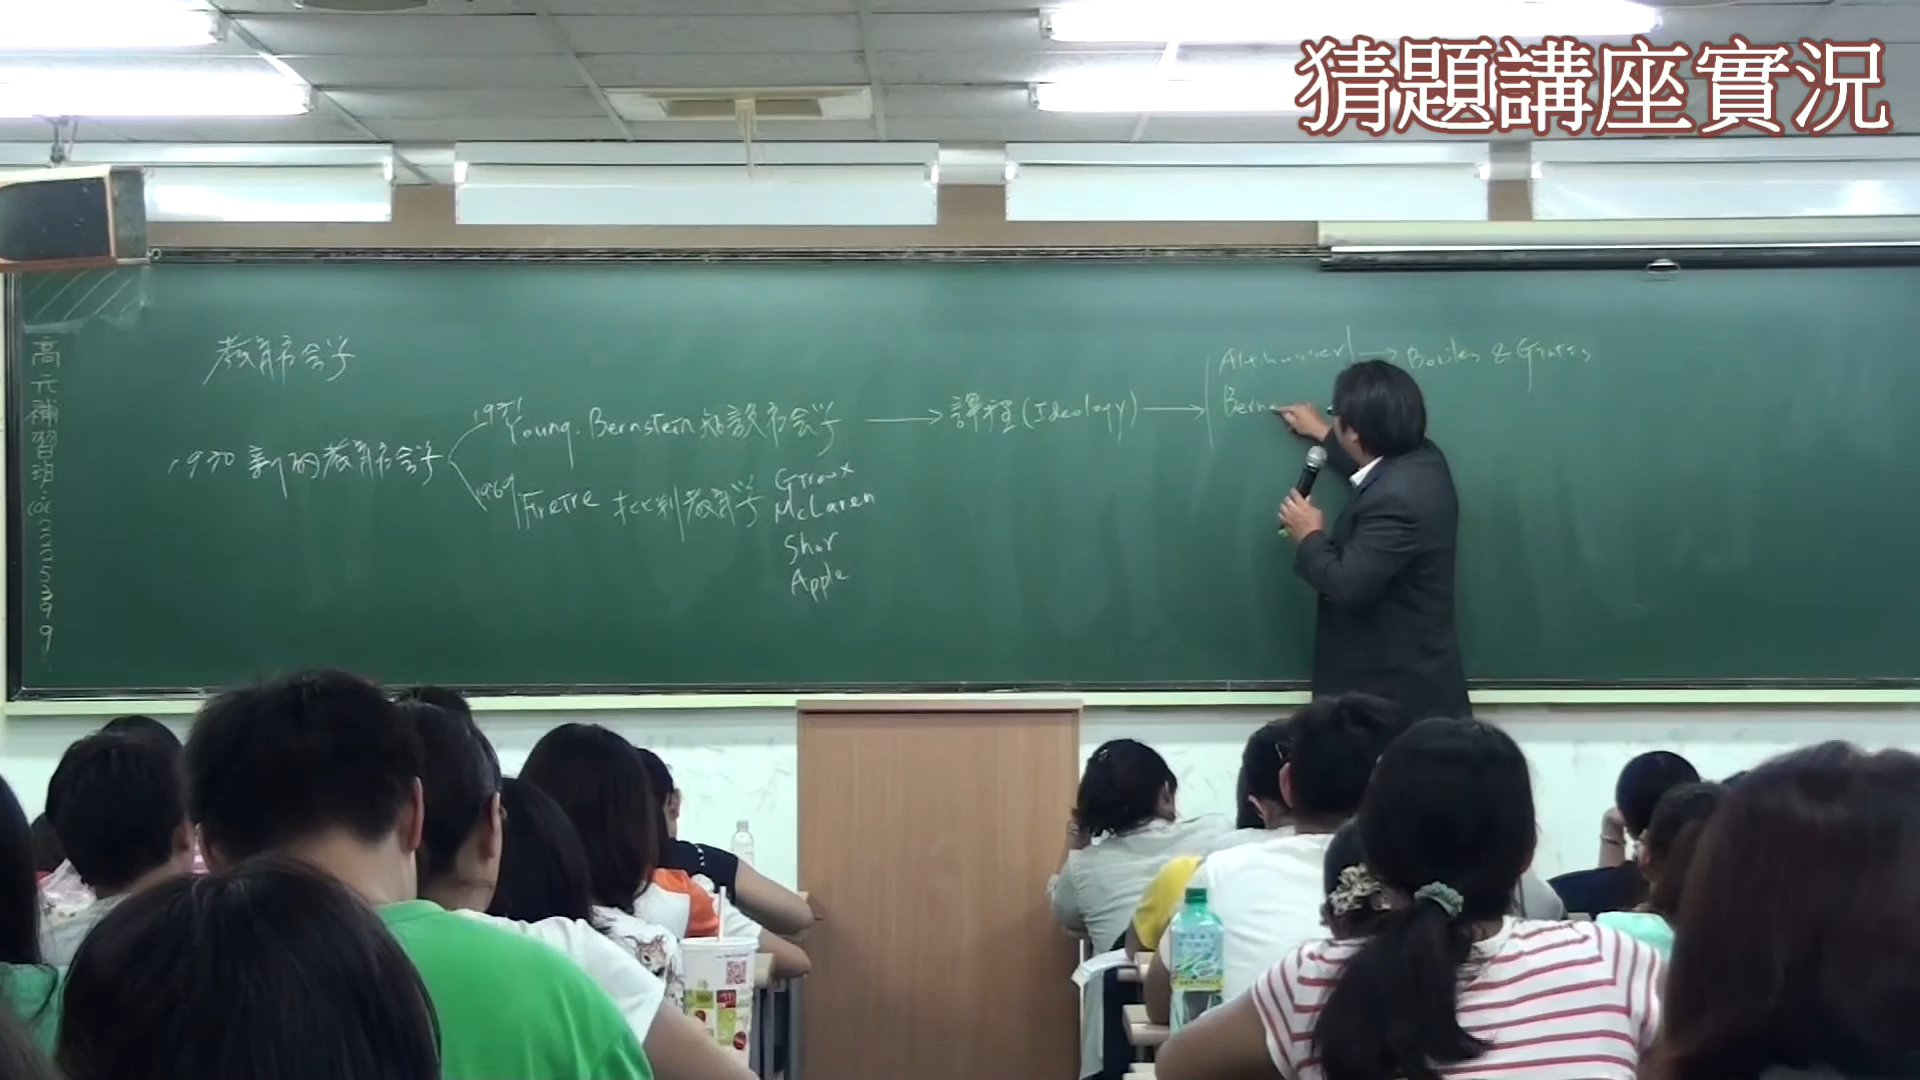 猜題講座實況
高元補習班
教育社會學
1970 新的教育社會學
1971
Young. Bernstein 知識社會學
課程(Ideology)
Althusser
Bowles & Gintis
Berns
1969
Freire 批判教育學
Giroux
McLaren
Shor
Apple